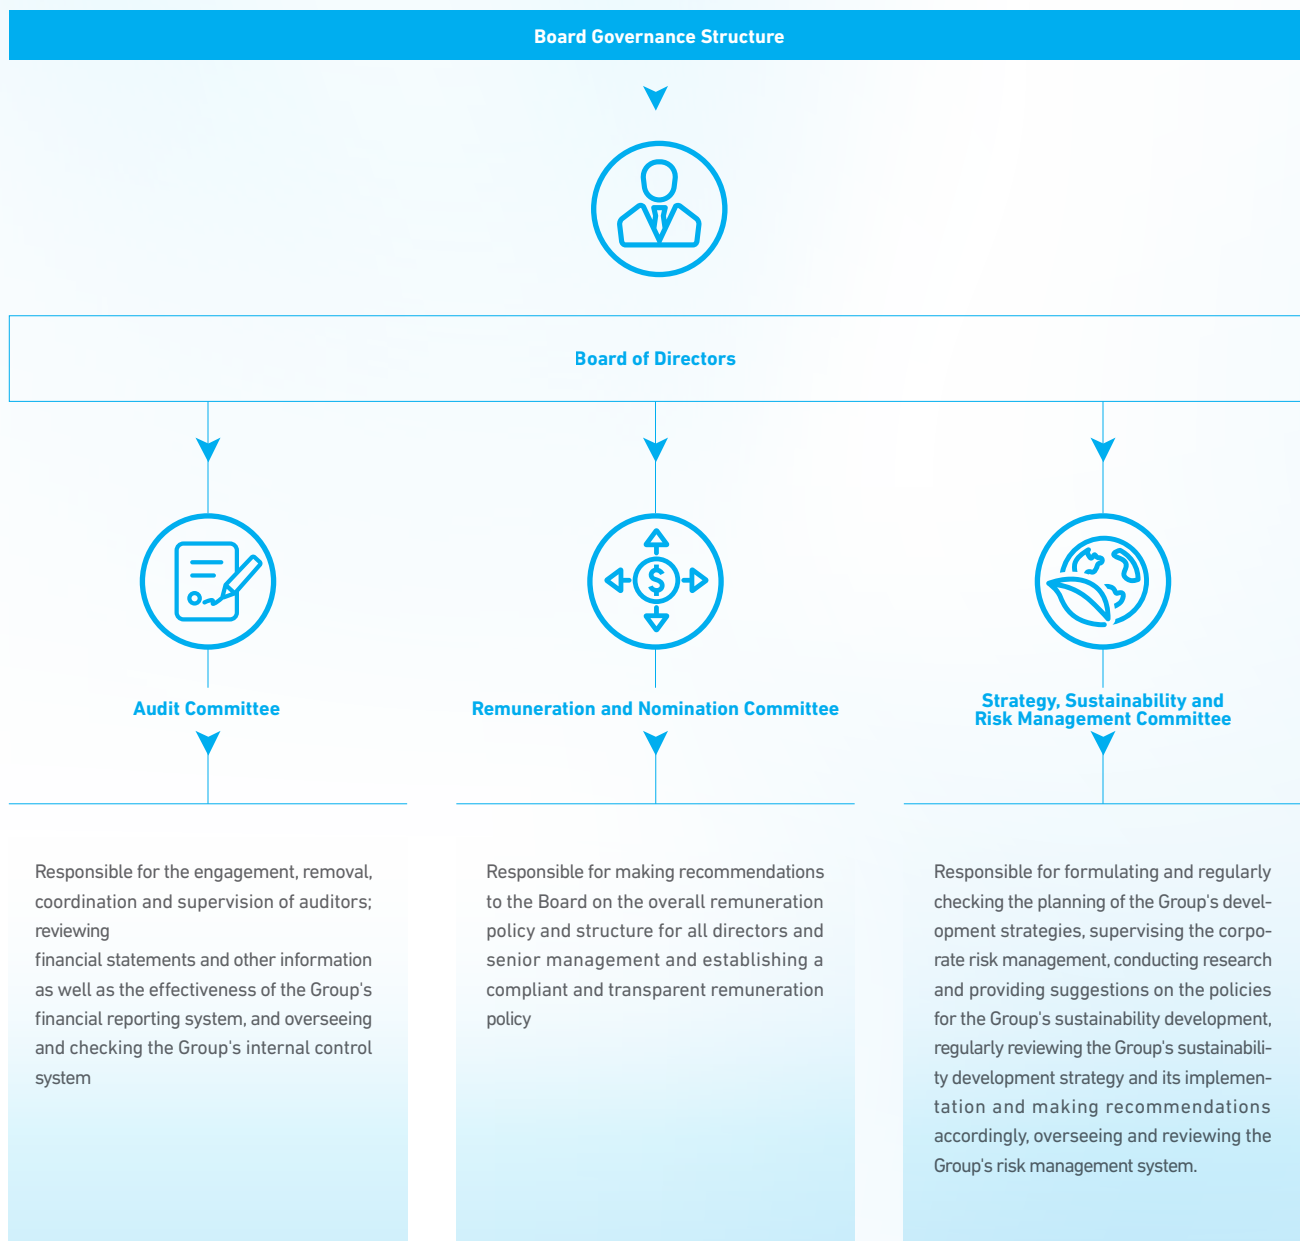 Board Governance Structure
Board of Directors
Audit Committee
Remuneration and Nomination Committee
Strategy, Sustainability and
Risk Management Committee
Responsible for the engagement, removal,
coordination and supervision of auditors;
reviewing
financial statements and other information
as well as the effectiveness of the Group's
financial reporting system, and overseeing
and checking the Group's internal control
system
Responsible for making recommendations
to the Board on the overall remuneration
policy and structure for all directors and
senior management and establishing a
compliant and transparent remuneration
policy
Responsible for formulating and regularly
checking the planning of the Group's devel-
opment strategies, supervising the corpo-
rate risk management, conducting research
and providing suggestions on the policies
for the Group's sustainability development,
regularly reviewing the Group's sustainabili-
ty development strategy and its implemen-
tation and making recommendations
accordingly, overseeing and reviewing the
Group's risk management system.